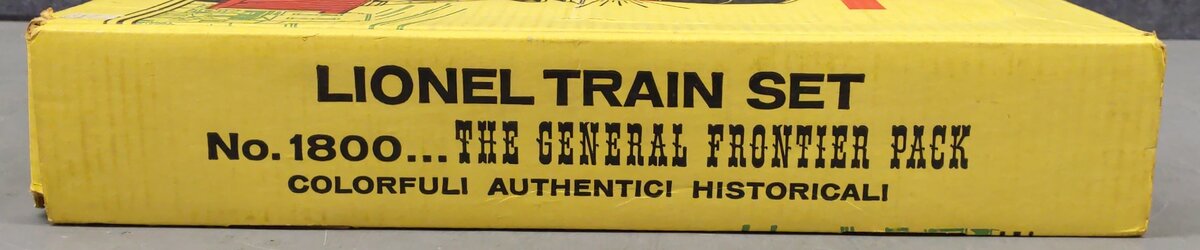 LIONEL TRAIN SET
No. 1800... THE GENERAL FRONTIER PACK
COLORFUL! AUTHENTIC! HISTORICAL!